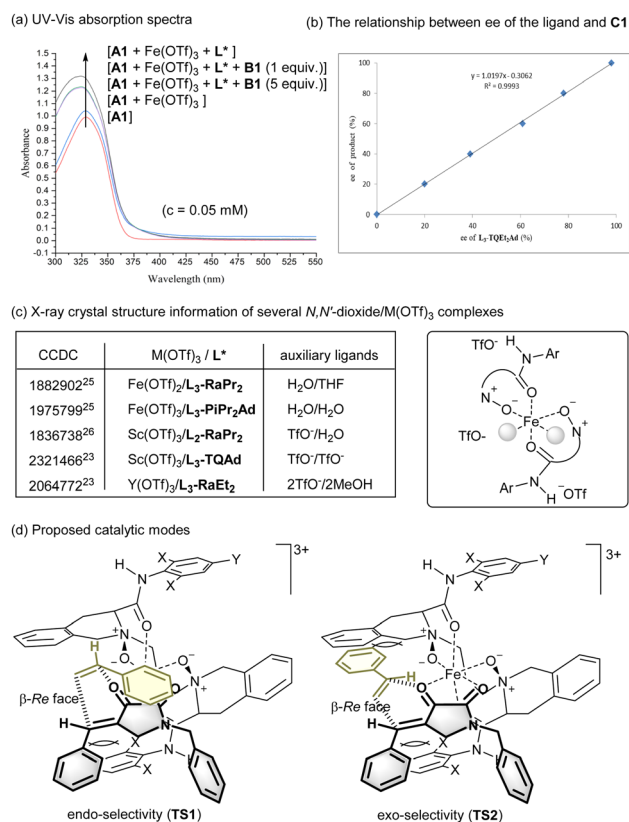 (a) UV-Vis absorption spectra
(b) The relationship between ee of the ligand and C1
1.5
1.4
1.3
1.2
1.1
1.0
0.9
0.8
0.7
0.6
0.5
0.4
0.3
0.2
0.1
0.0
-0.1
Absorbance
[A1 + Fe(OTf)3 + L* ]
[A1 + Fe(OTf)3 + L* + B1 (1 equiv.)]
[A1 + Fe(OTf)3 + L* + B1 (5 equiv.)]
[A1 + Fe(OTf)3 ]
[A1]
(c = 0.05 mM)
300 325 350 375 400 425 450 475 500 525 550
Wavelength (nm)
100
80
60
40
20
0
ee of product (%)
y = 1.0197x- 0.3062
R² = 0.9993
0 20 40 60 80 100
ee of L3-TQEt2Ad (%)
(c) X-ray crystal structure information of several N,N'-dioxide/M(OTf)3 complexes
CCDC M(OTf)3 / L* auxiliary ligands
1882902²⁵ Fe(OTf)2/L3-RaPr2 H2O/THF
1975799²⁵ Fe(OTf)3/L3-PiPr2Ad H2O/H2O
1836738²⁶ Sc(OTf)3/L2-RaPr2 TfO⁻/H2O
2321466²³ Sc(OTf)3/L3-TQAd TfO⁻/TfO⁻
2064772²³ Y(OTf)3/L3-RaEt2 2TfO⁻/2MeOH
TfO⁻ H
N-Ar
O
N⁺
O⁻
Fe
O⁻
N⁺
TfO-
O
Ar-N
H
⁻OTf
(d) Proposed catalytic modes
3+
X
Y
H
N
X
O
N
+
H
O⁻
O⁻
N
+
β-Re face
O
O
H
N
X
N
X
endo-selectivity (TS1)
3+
X
Y
H
N
X
O
N
+
O⁻
O⁻
Fe
N
+
H
β-Re face
O
O
H
N
X
N
X
exo-selectivity (TS2)